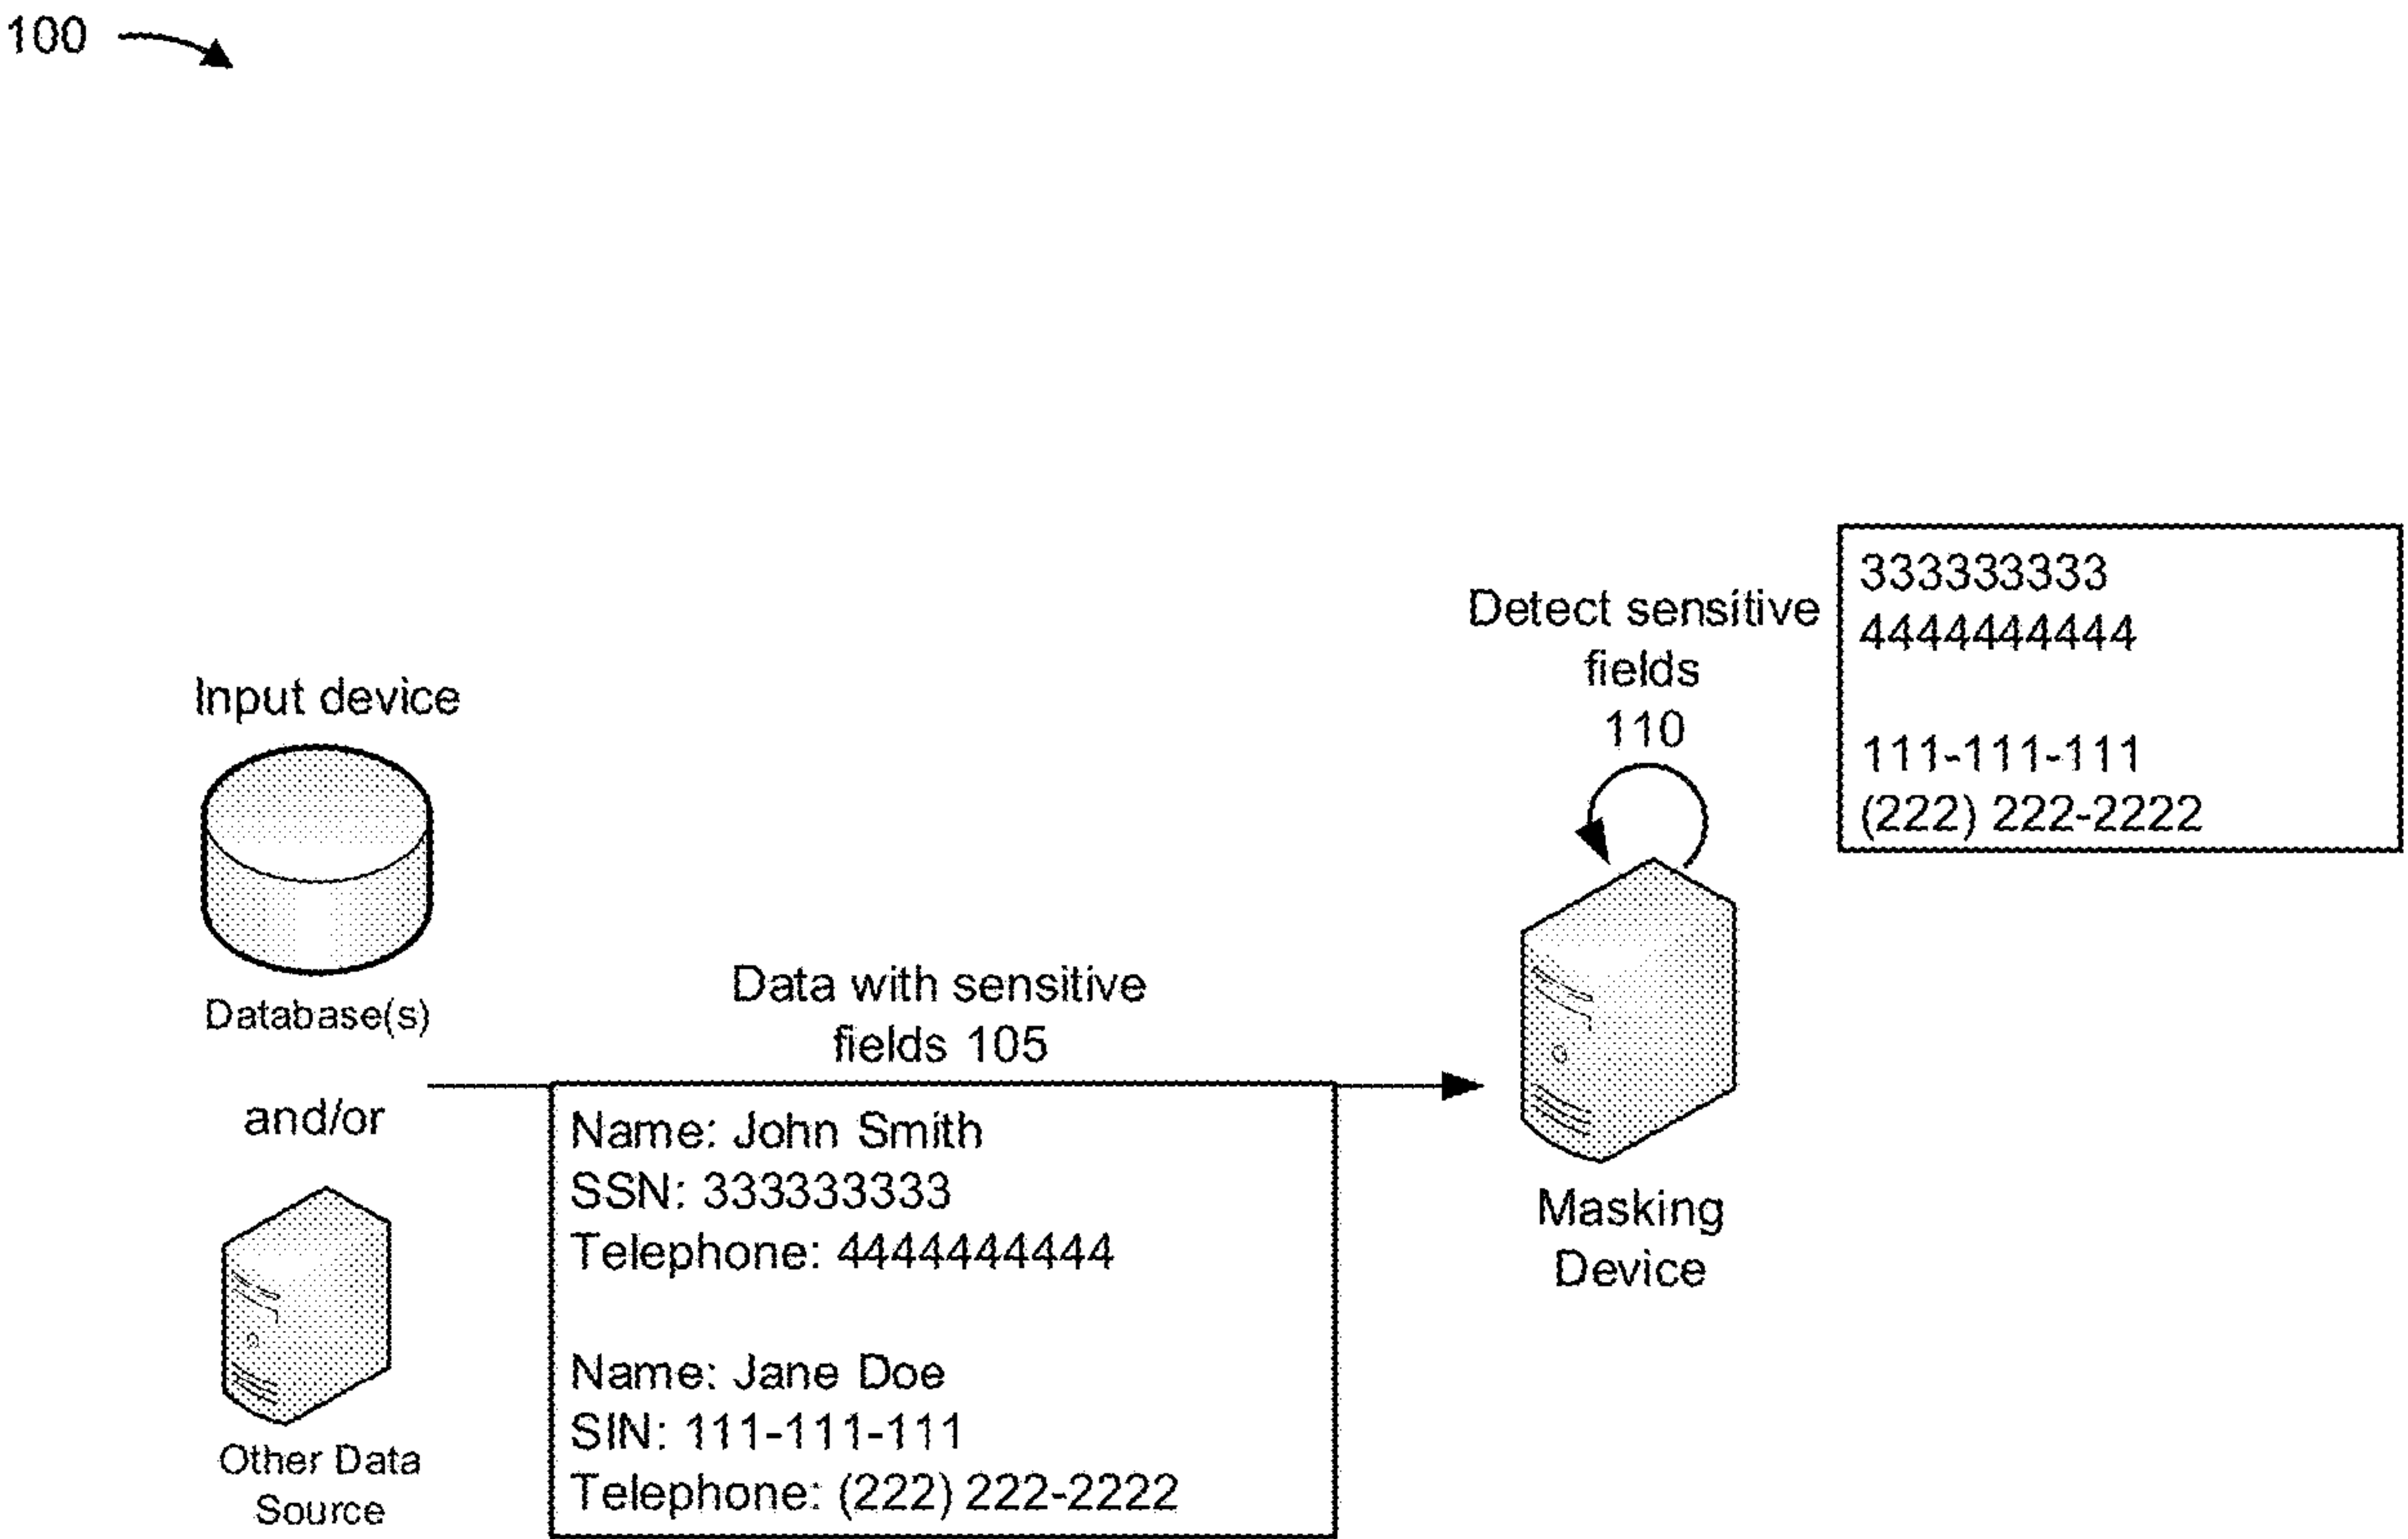 100
Input device
Database(s)
and/or
Other Data
Source
Data with sensitive
fields 105
Name: John Smith
SSN: 333333333
Telephone: 4444444444
Name: Jane Doe
SIN: 111-111-111
Telephone: (222) 222-2222
Detect sensitive
fields
110
Masking
Device
333333333
4444444444
111-111-111
(222) 222-2222